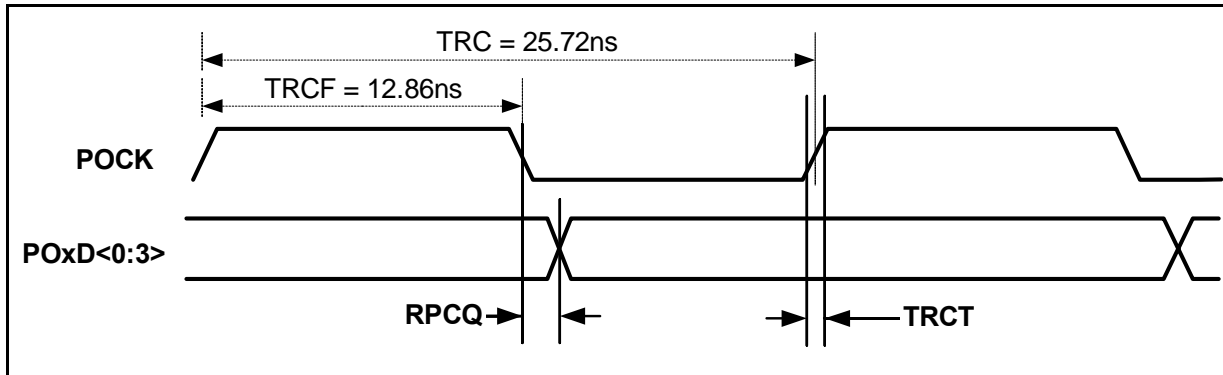 TRC = 25.72ns
TRCF = 12.86ns
POCK
POxD<0:3>
RPCQ
TRCT